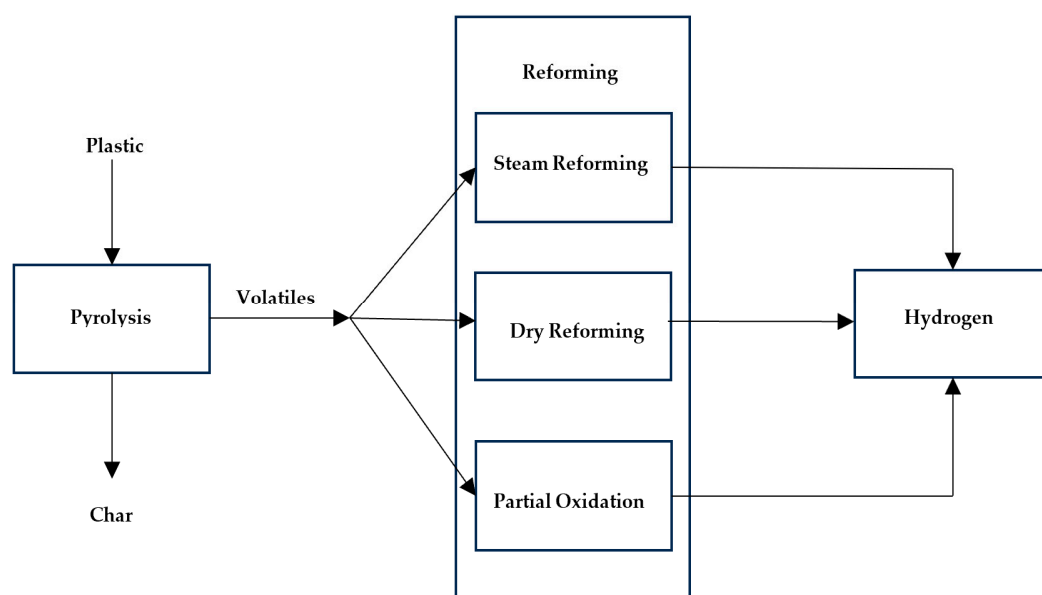 Reforming
Plastic
Steam Reforming
Volatiles
Pyrolysis
Dry Reforming
Hydrogen
Partial Oxidation
Char